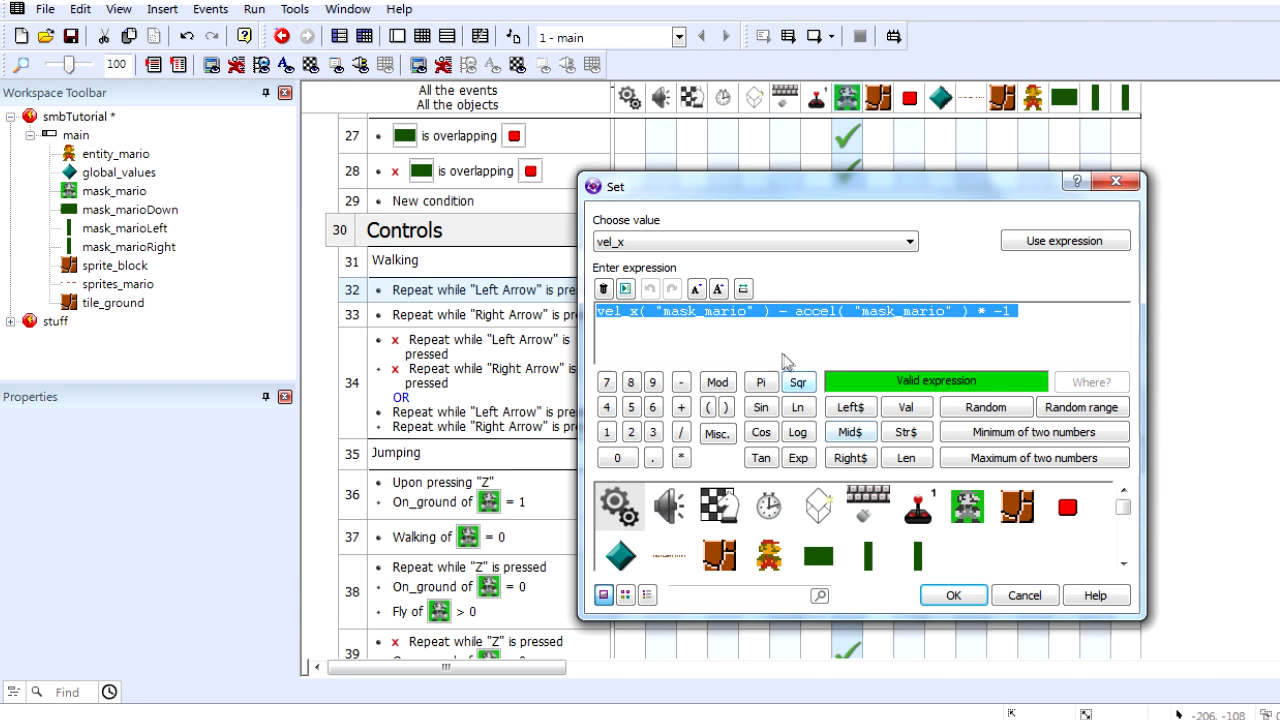 File Edit View Insert Events Run Tools Window Help
1 - main
100
Workspace Toolbar
smbTutorial *
main
entity_mario
global_values
mask_mario
mask_marioDown
mask_marioLeft
mask_marioRight
sprite_block
sprites_mario
tile_ground
stuff
Properties
Find
All the events
All the objects
27 is overlapping
28 x is overlapping
29 New condition
30 Controls
31 Walking
32 Repeat while "Left Arrow" is pre
33 Repeat while "Right Arrow" is pre
34 x Repeat while "Left Arrow" is
pressed
x Repeat while "Right Arrow" is
pressed
OR
Repeat while "Left Arrow" is pres
Repeat while "Right Arrow" is pre
35 Jumping
36 Upon pressing "Z"
On_ground of = 1
37 Walking of = 0
38 Repeat while "Z" is pressed
On_ground of = 0
Fly of > 0
39 x Repeat while "Z" is pressed
Set
Choose value
vel_x
Use expression
Enter expression
vel_x( "mask_mario" ) - accel( "mask_mario" ) * -1
7 8 9 - Mod Pi Sqr Valid expression Where?
4 5 6 + ( ) Sin Ln Left$ Val Random Random range
1 2 3 / Misc. Cos Log Mid$ Str$ Minimum of two numbers
0 . * Tan Exp Right$ Len Maximum of two numbers
1
OK Cancel Help
-206, -108